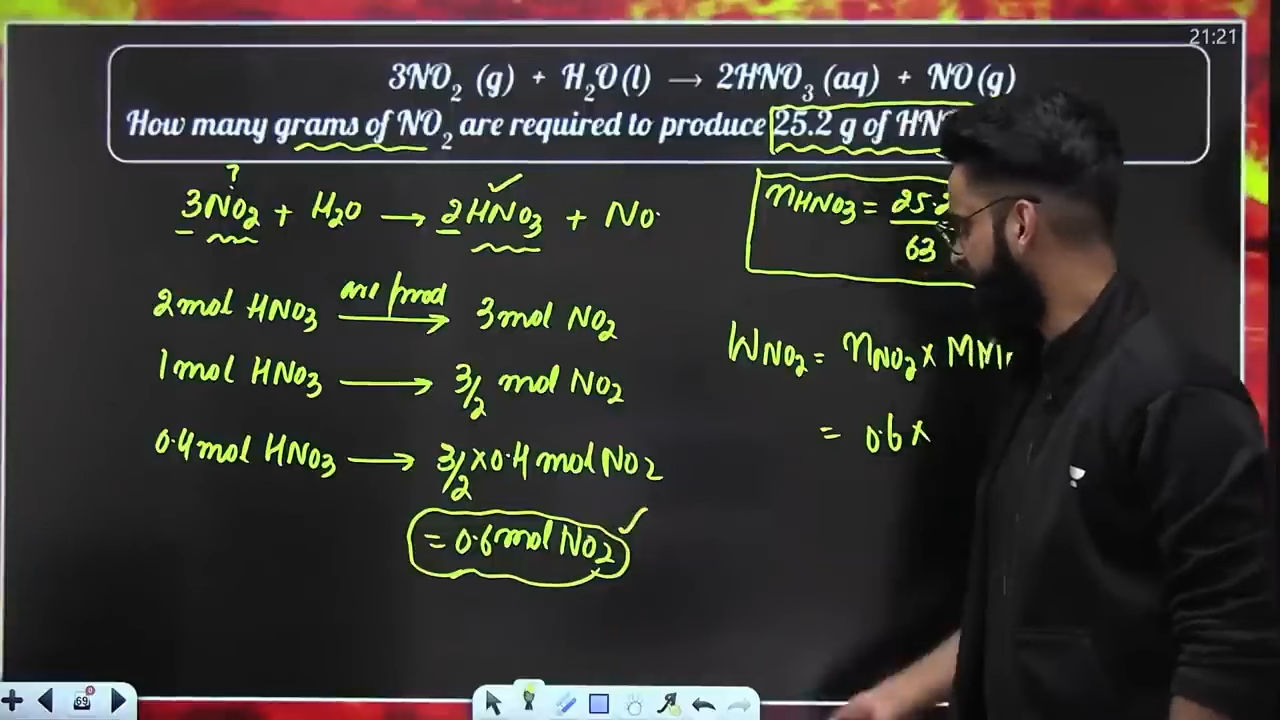 21:21
3NO₂ (g) + H₂O(l) → 2HNO₃ (aq) + NO(g)
How many grams of NO₂ are required to produce 25.2 g of
?
3NO₂ + H₂O → 2HNO₃ + NO
nHNO₃ = 25.2
63
2mol HNO₃ → 3mol NO₂
1mol HNO₃ → 3/2 mol NO₂
0.4mol HNO₃ → 3/2 × 0.4 mol NO₂
= 0.6mol NO₂
WNO₂ = nNO₂ ×
= 0.6 ×
69